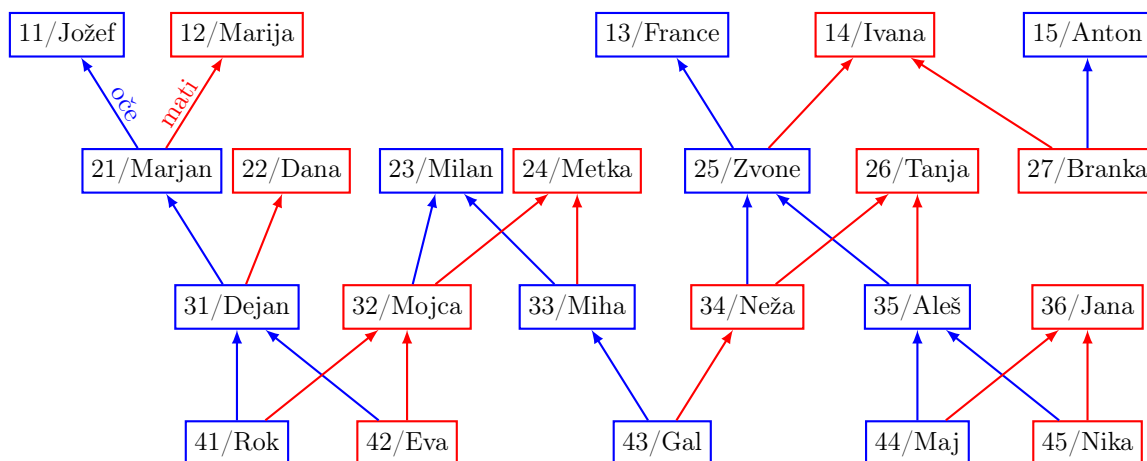 11/Jožef 12/Marija 13/France 14/Ivana 15/Anton
oče mati
21/Marjan 22/Dana 23/Milan 24/Metka 25/Zvone 26/Tanja 27/Branka
31/Dejan 32/Mojca 33/Miha 34/Neža 35/Aleš 36/Jana
41/Rok 42/Eva 43/Gal 44/Maj 45/Nika